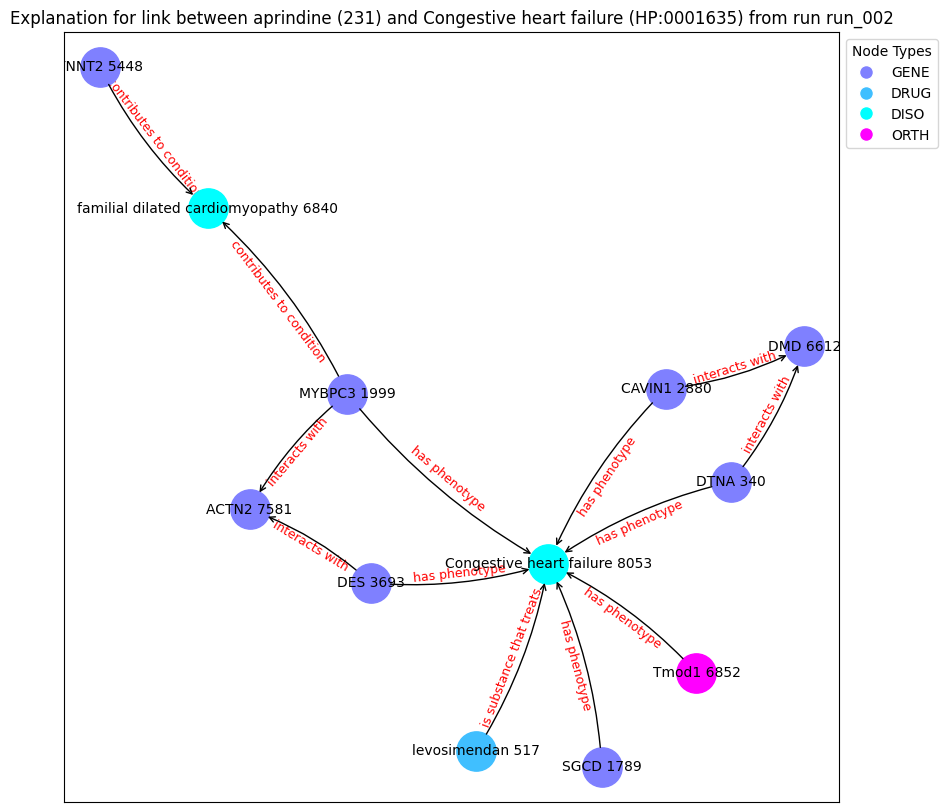 Explanation for link between aprindine (231) and Congestive heart failure (HP:0001635) from run run_002
Node Types
GENE
DRUG
DISO
ORTH
NNT2 5448
contributes to condition
familial dilated cardiomyopathy 6840
contributes to condition
DMD 6612
interacts with
CAVIN1 2880
MYBPC3 1999
interacts with
interacts with
has phenotype
has phenotype
DTNA 340
ACTN2 7581
has phenotype
interacts with
Congestive heart failure 8053
has phenotype
DES 3693
has phenotype
is substance that treats
has phenotype
Tmod1 6852
levosimendan 517
SGCD 1789